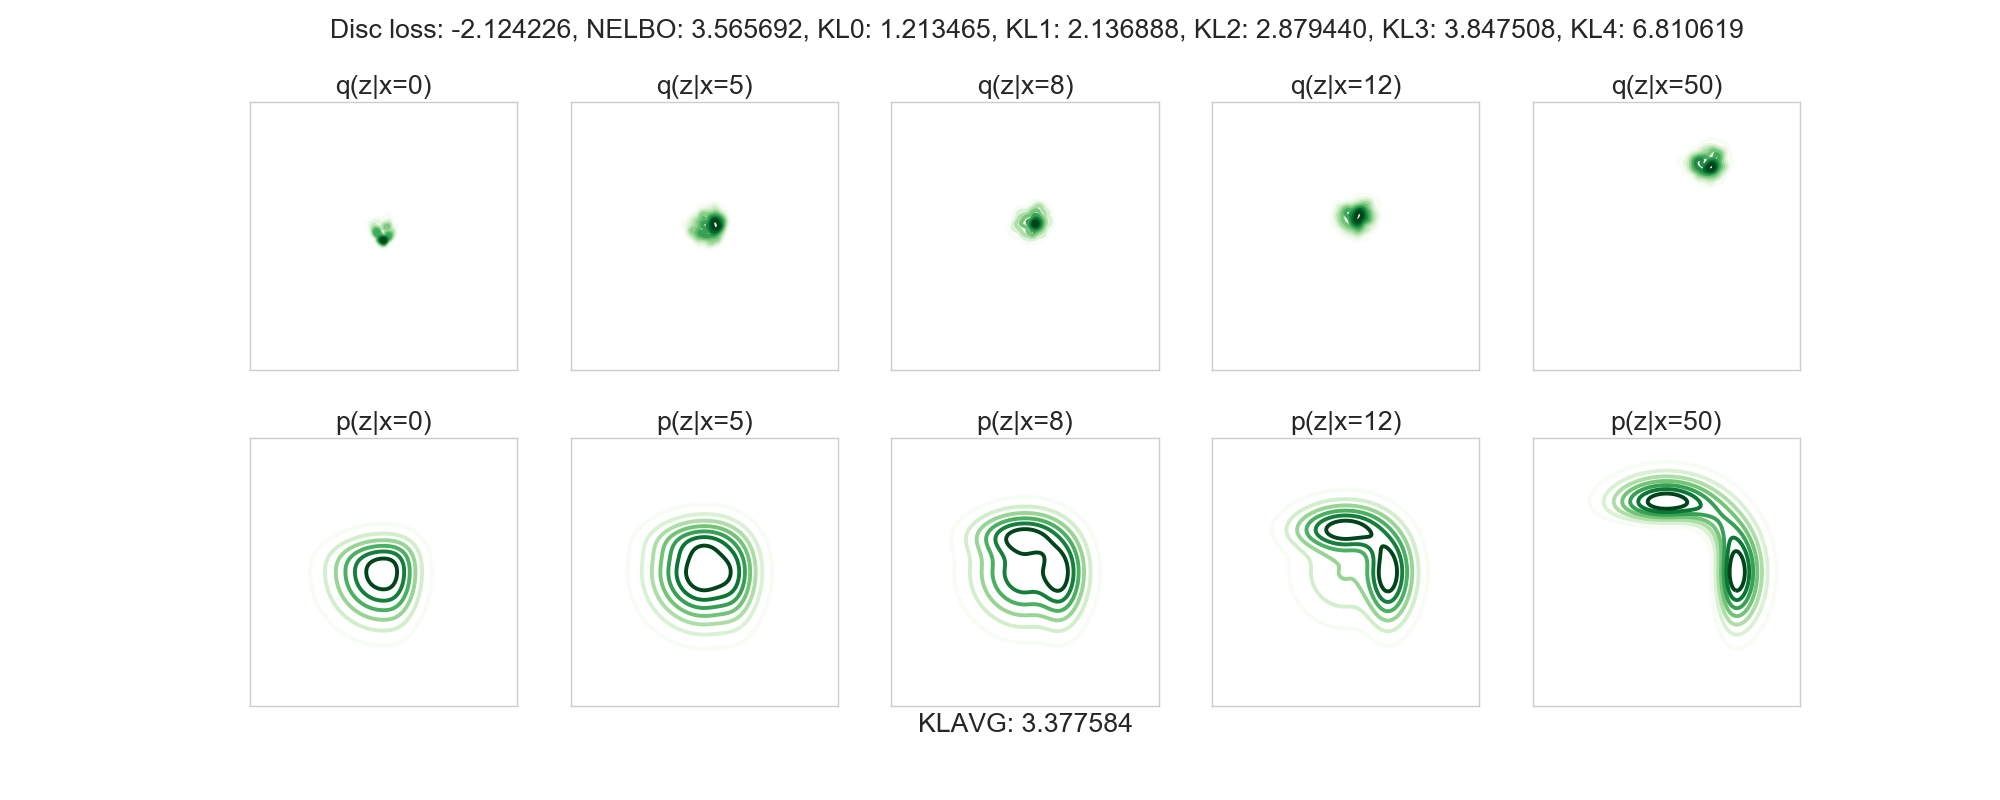 Disc loss: -2.124226, NELBO: 3.565692, KL0: 1.213465, KL1: 2.136888, KL2: 2.879440, KL3: 3.847508, KL4: 6.810619
q(z|x=0) q(z|x=5) q(z|x=8) q(z|x=12) q(z|x=50)
p(z|x=0) p(z|x=5) p(z|x=8) p(z|x=12) p(z|x=50)
KLAVG: 3.377584